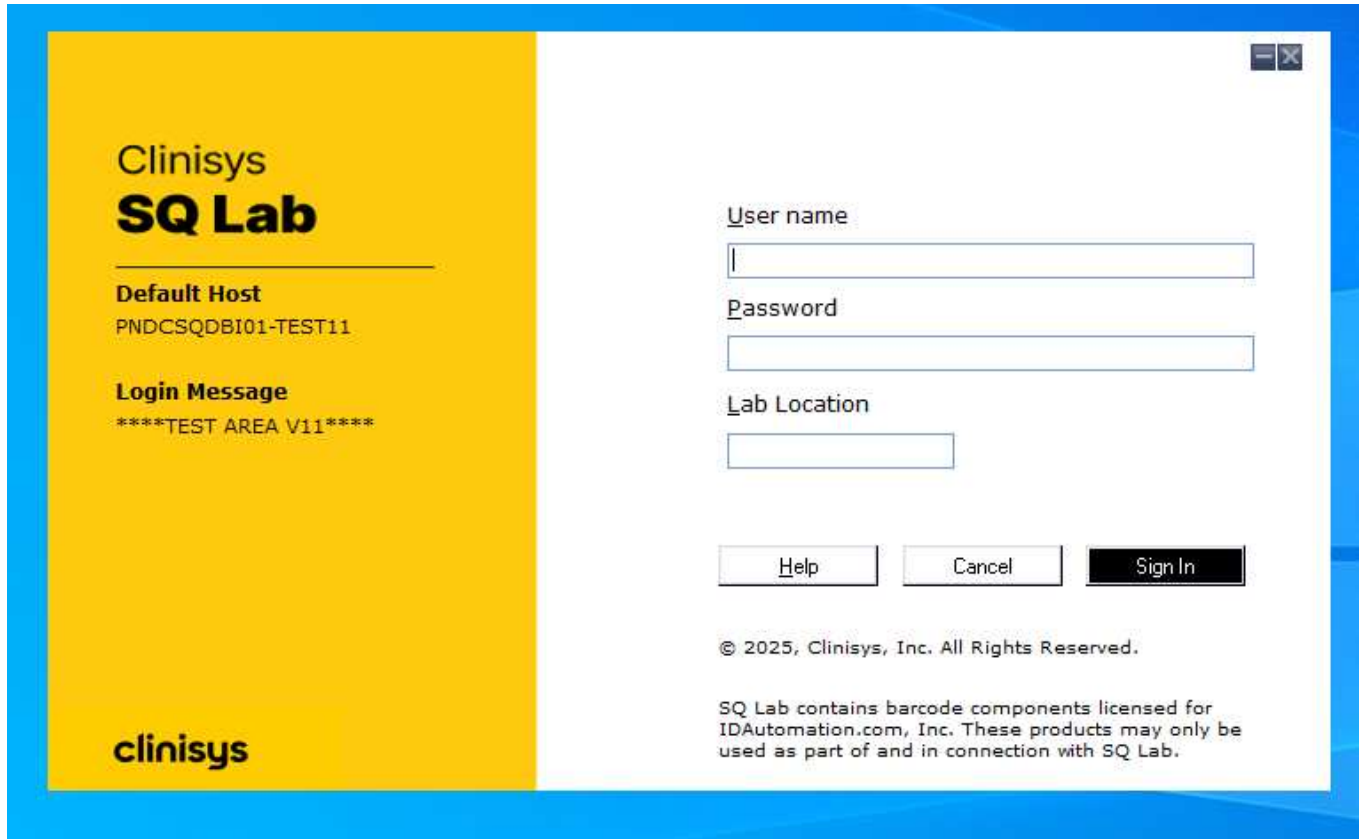 Clinisys
SQ Lab
Default Host
PNDCSQDBI01-TEST11
Login Message
****TEST AREA V11****
clinisys
User name
Password
Lab Location
Help
Cancel
Sign In
© 2025, Clinisys, Inc. All Rights Reserved.
SQ Lab contains barcode components licensed for
IDAutomation.com, Inc. These products may only be
used as part of and in connection with SQ Lab.